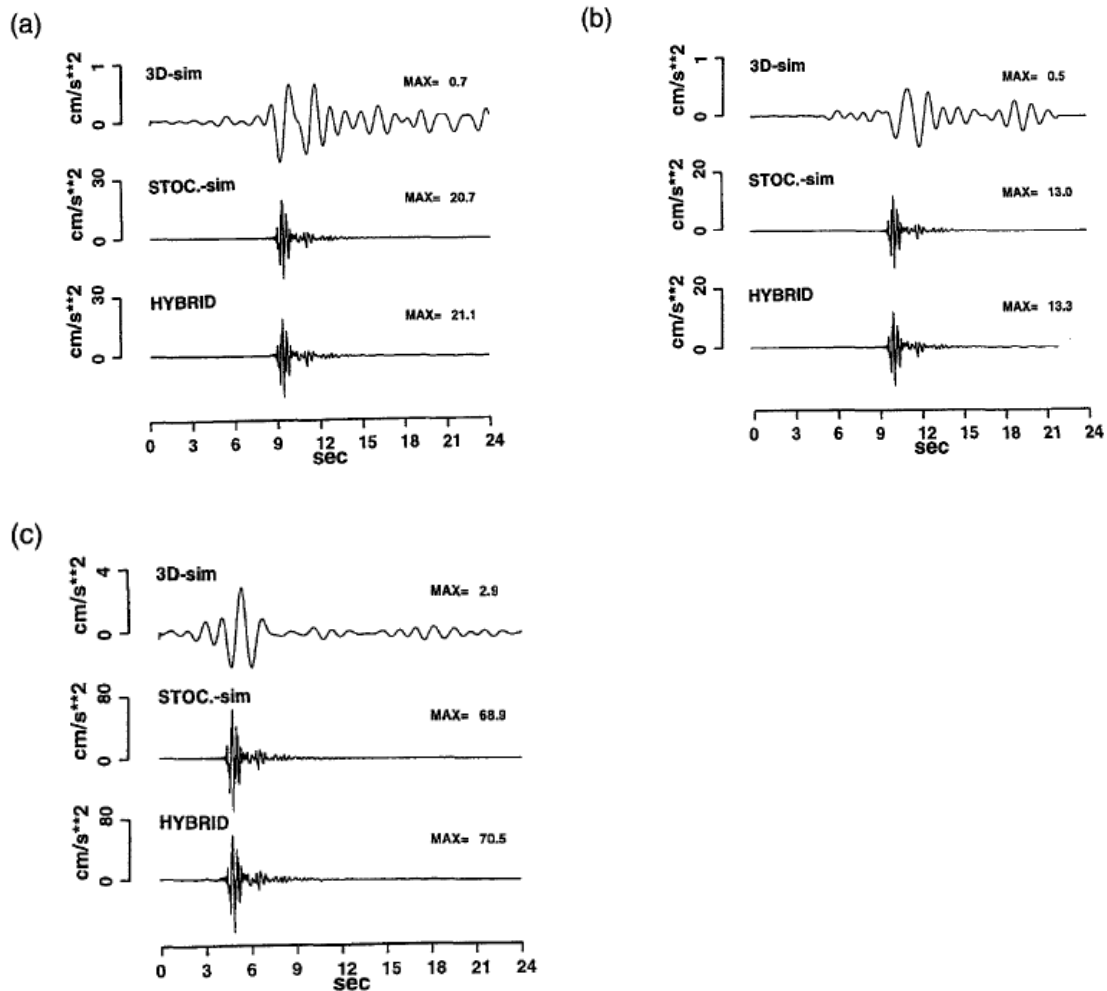 (a)
3D-sim
MAX= 0.7
cm/s**2
1
0
STOC.-sim
MAX= 20.7
cm/s**2
30
0
HYBRID
MAX= 21.1
cm/s**2
30
0
0 3 6 9 12 15 18 21 24
sec
(b)
3D-sim
MAX= 0.5
cm/s**2
1
0
STOC.-sim
MAX= 13.0
cm/s**2
20
0
HYBRID
MAX= 13.3
cm/s**2
20
0
0 3 6 9 12 15 18 21 24
sec
(c)
3D-sim
MAX= 2.9
cm/s**2
4
0
STOC.-sim
MAX= 68.9
cm/s**2
80
0
HYBRID
MAX= 70.5
cm/s**2
80
0
0 3 6 9 12 15 18 21 24
sec